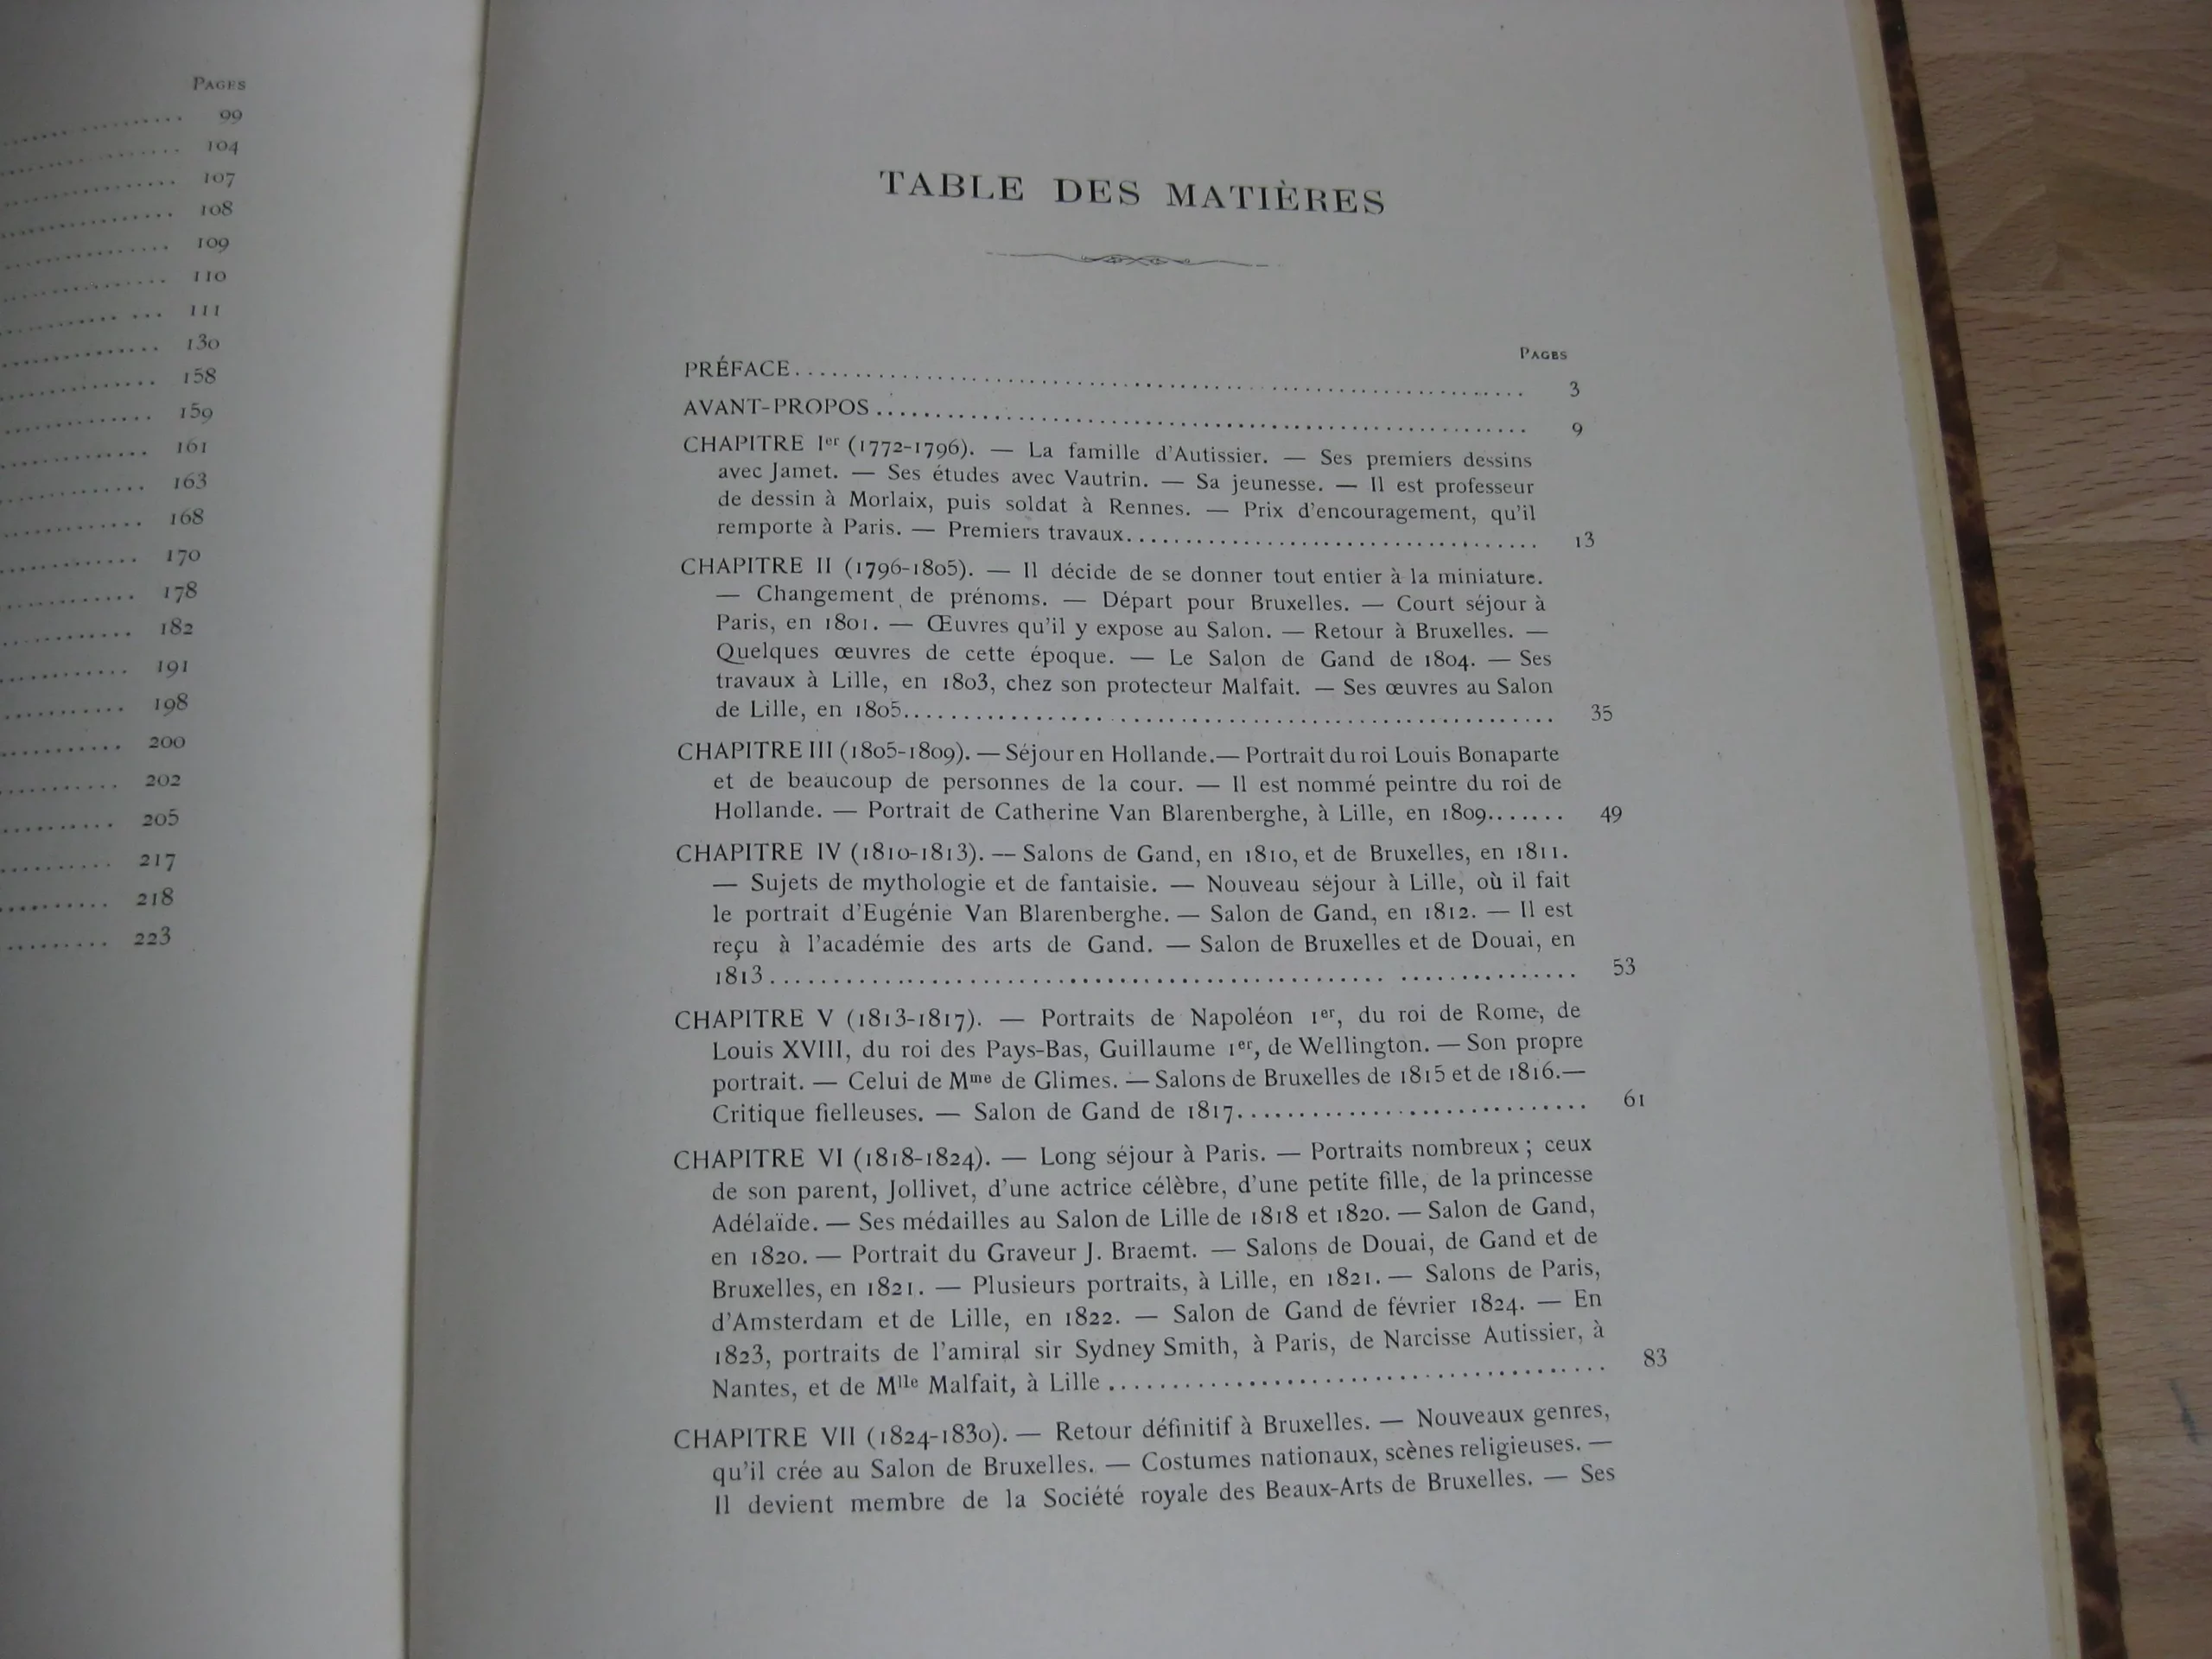 PAGES
99
104
107
108
109
110
111
130
158
159
161
163
168
170
178
182
191
198
200
202
205
217
218
223
TABLE DES MATIÈRES
PAGES
PRÉFACE........ 3
AVANT-PROPOS........ 9
CHAPITRE Ier (1772-1796). — La famille d'Autissier. — Ses premiers dessins
avec Jamet. — Ses études avec Vautrin. — Sa jeunesse. — Il est professeur
de dessin à Morlaix, puis soldat à Rennes. — Prix d'encouragement, qu'il
remporte à Paris. — Premiers travaux........ 13
CHAPITRE II (1796-1805). — Il décide de se donner tout entier à la miniature.
— Changement de prénoms. — Départ pour Bruxelles. — Court séjour à
Paris, en 1801. — Œuvres qu'il y expose au Salon. — Retour à Bruxelles. —
Quelques œuvres de cette époque. — Le Salon de Gand de 1804. — Ses
travaux à Lille, en 1803, chez son protecteur Malfait. — Ses œuvres au Salon
de Lille, en 1805........ 35
CHAPITRE III (1805-1809). — Séjour en Hollande.— Portrait du roi Louis Bonaparte
et de beaucoup de personnes de la cour. — Il est nommé peintre du roi de
Hollande. — Portrait de Catherine Van Blarenberghe, à Lille, en 1809....... 49
CHAPITRE IV (1810-1813). — Salons de Gand, en 1810, et de Bruxelles, en 1811.
— Sujets de mythologie et de fantaisie. — Nouveau séjour à Lille, où il fait
le portrait d'Eugénie Van Blarenberghe. — Salon de Gand, en 1812. — Il est
reçu à l'académie des arts de Gand. — Salon de Bruxelles et de Douai, en
1813........ 53
CHAPITRE V (1813-1817). — Portraits de Napoléon 1er, du roi de Rome, de
Louis XVIII, du roi des Pays-Bas, Guillaume 1er, de Wellington. — Son propre
portrait. — Celui de Mme de Glimes. — Salons de Bruxelles de 1815 et de 1816.—
Critique fielleuses. — Salon de Gand de 1817........ 61
CHAPITRE VI (1818-1824). — Long séjour à Paris. — Portraits nombreux ; ceux
de son parent, Jollivet, d'une actrice célèbre, d'une petite fille, de la princesse
Adélaïde. — Ses médailles au Salon de Lille de 1818 et 1820. — Salon de Gand,
en 1820. — Portrait du Graveur J. Braemt. — Salons de Douai, de Gand et de
Bruxelles, en 1821. — Plusieurs portraits, à Lille, en 1821. — Salons de Paris,
d'Amsterdam et de Lille, en 1822. — Salon de Gand de février 1824. — En
1823, portraits de l'amiral sir Sydney Smith, à Paris, de Narcisse Autissier, à
Nantes, et de Mlle Malfait, à Lille........ 83
CHAPITRE VII (1824-1830). — Retour définitif à Bruxelles. — Nouveaux genres,
qu'il crée au Salon de Bruxelles. — Costumes nationaux, scènes religieuses. —
Il devient membre de la Société royale des Beaux-Arts de Bruxelles. — Ses